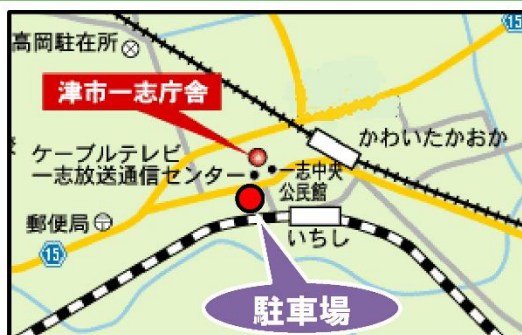 15
高岡駐在所
津市一志庁舎
かわいたかおか
ケーブルテレビ
一志放送通信センター
一志中央
公民館
郵便局
いちし
15
駐車場